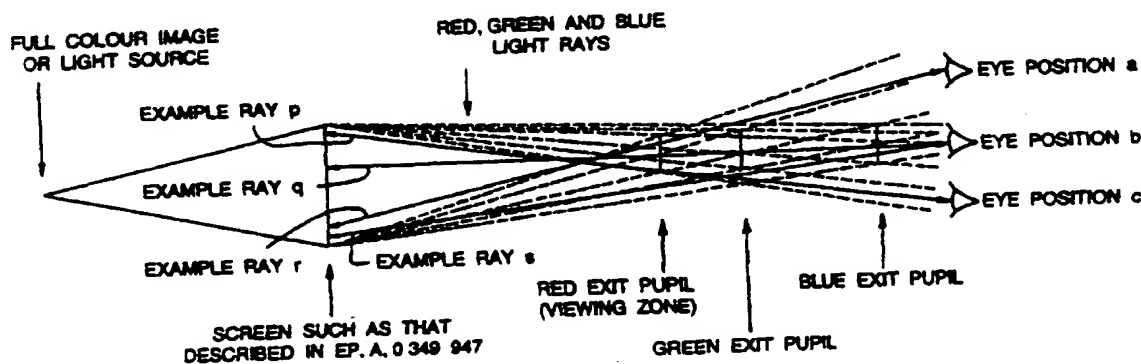 FULL COLOUR IMAGE
OR LIGHT SOURCE
RED, GREEN AND BLUE
LIGHT RAYS
EXAMPLE RAY p
EXAMPLE RAY q
EXAMPLE RAY r
EXAMPLE RAY s
EYE POSITION a
EYE POSITION b
EYE POSITION c
SCREEN SUCH AS THAT
DESCRIBED IN EP. A. 0 349 947
RED EXIT PUPIL
(VIEWING ZONE)
GREEN EXIT PUPIL
BLUE EXIT PUPIL